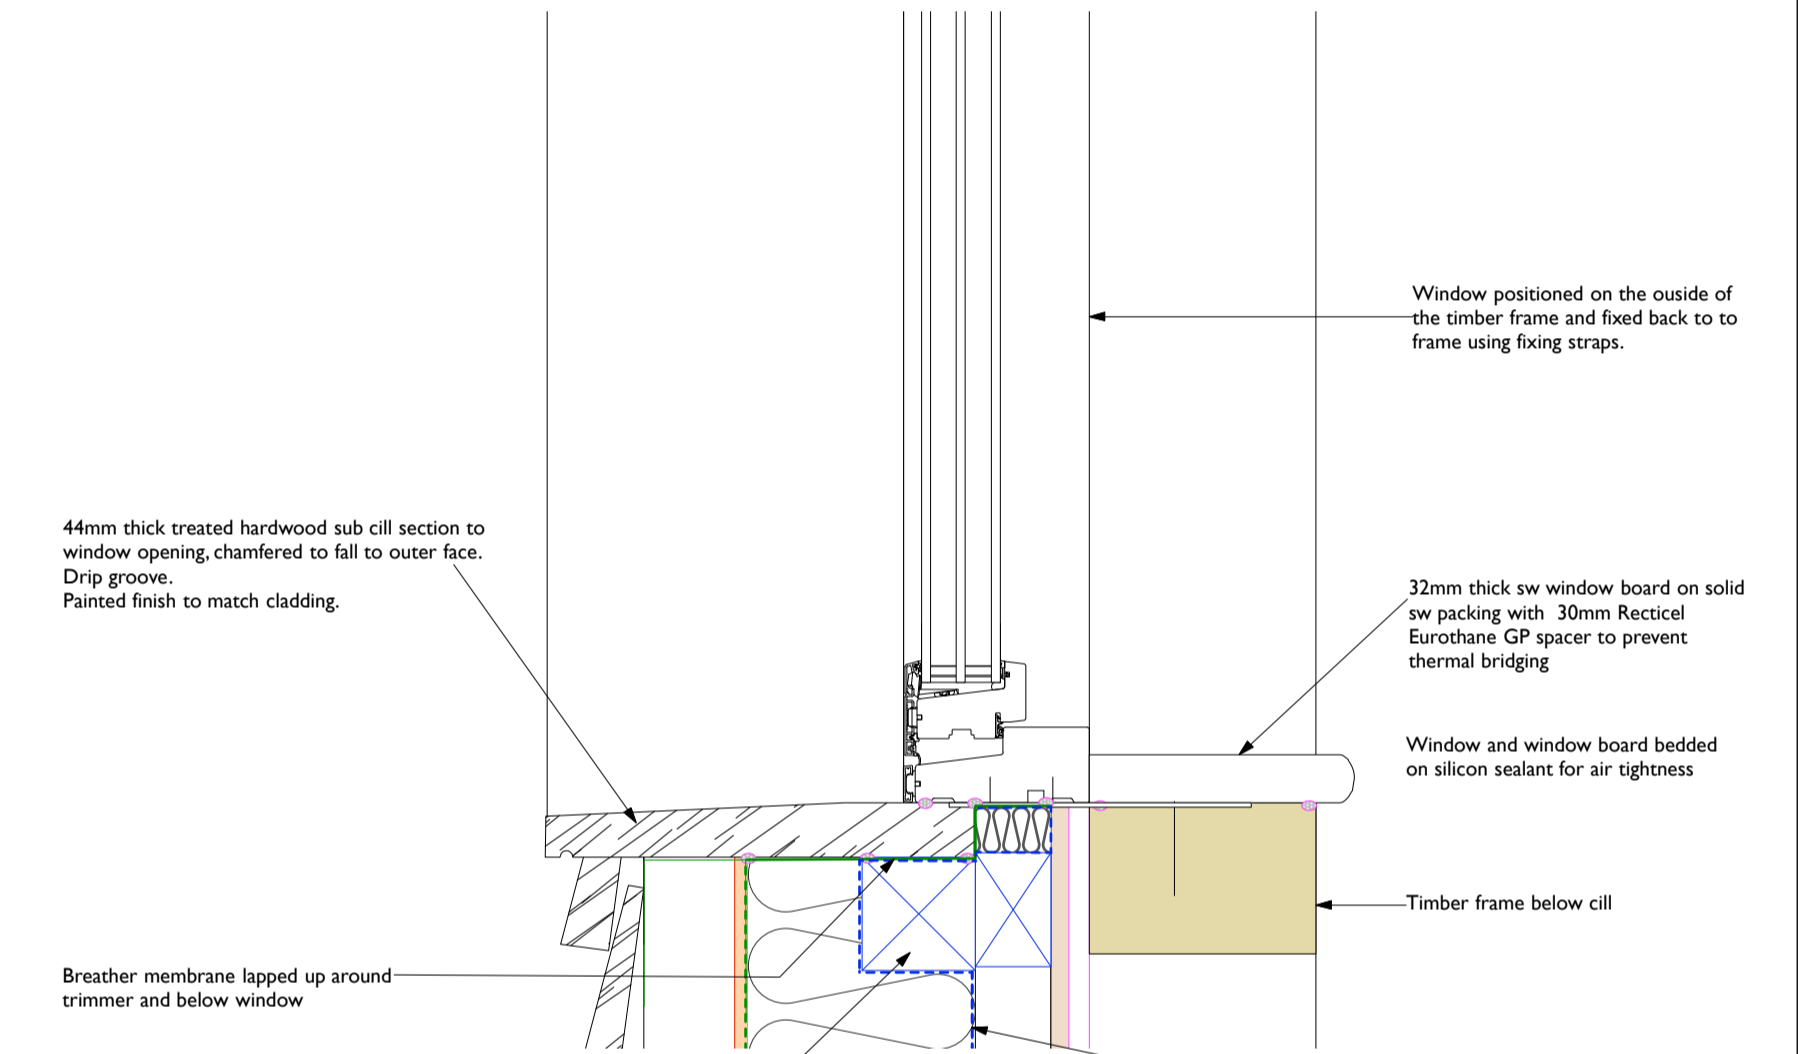 Window positioned on the ouside of
the timber frame and fixed back to to
frame using fixing straps.
44mm thick treated hardwood sub cill section to
window opening, chamfered to fall to outer face.
Drip groove.
Painted finish to match cladding.
32mm thick sw window board on solid
sw packing with 30mm Recticel
Eurothane GP spacer to prevent
thermal bridging
Window and window board bedded
on silicon sealant for air tightness
Timber frame below cill
Breather membrane lapped up around
trimmer and below window